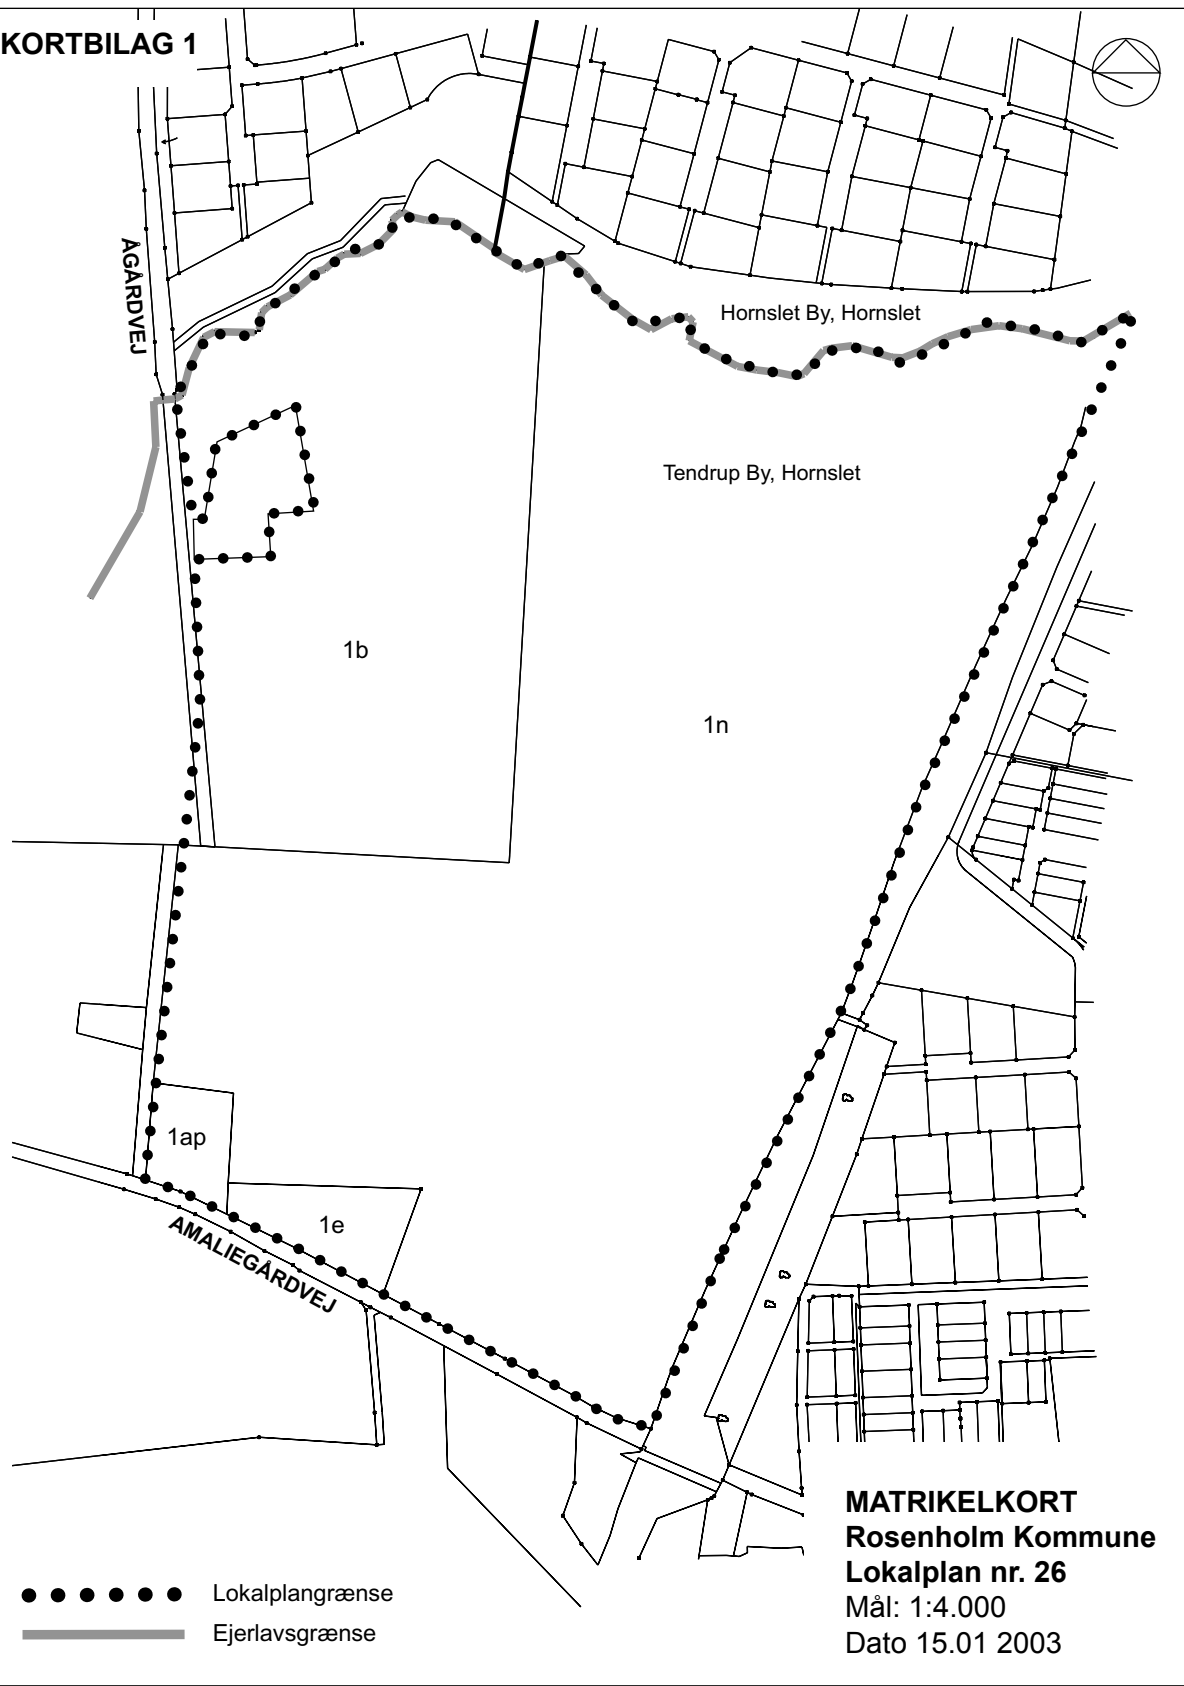 KORTBILAG 1
ÅGÅRDVEJ
Hornslet By, Hornslet
Tendrup By, Hornslet
1b
1n
1ap
1e
AMALIEGÅRDVEJ
MATRIKELKORT
Rosenholm Kommune
Lokalplan nr. 26
Mål: 1:4.000
Dato 15.01 2003
Lokalplangrænse
Ejerlavsgrænse